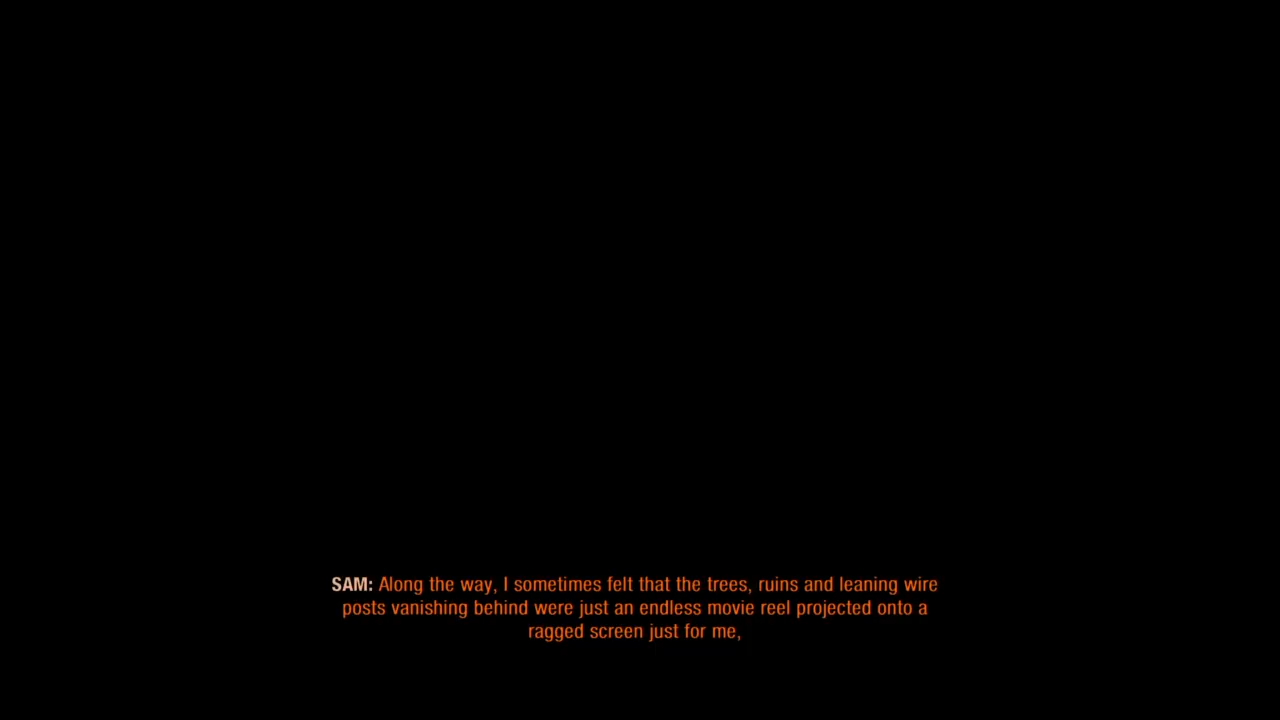 SAM: Along the way, I sometimes felt that the trees, ruins and leaning wire
posts vanishing behind were just an endless movie reel projected onto a
ragged screen just for me,